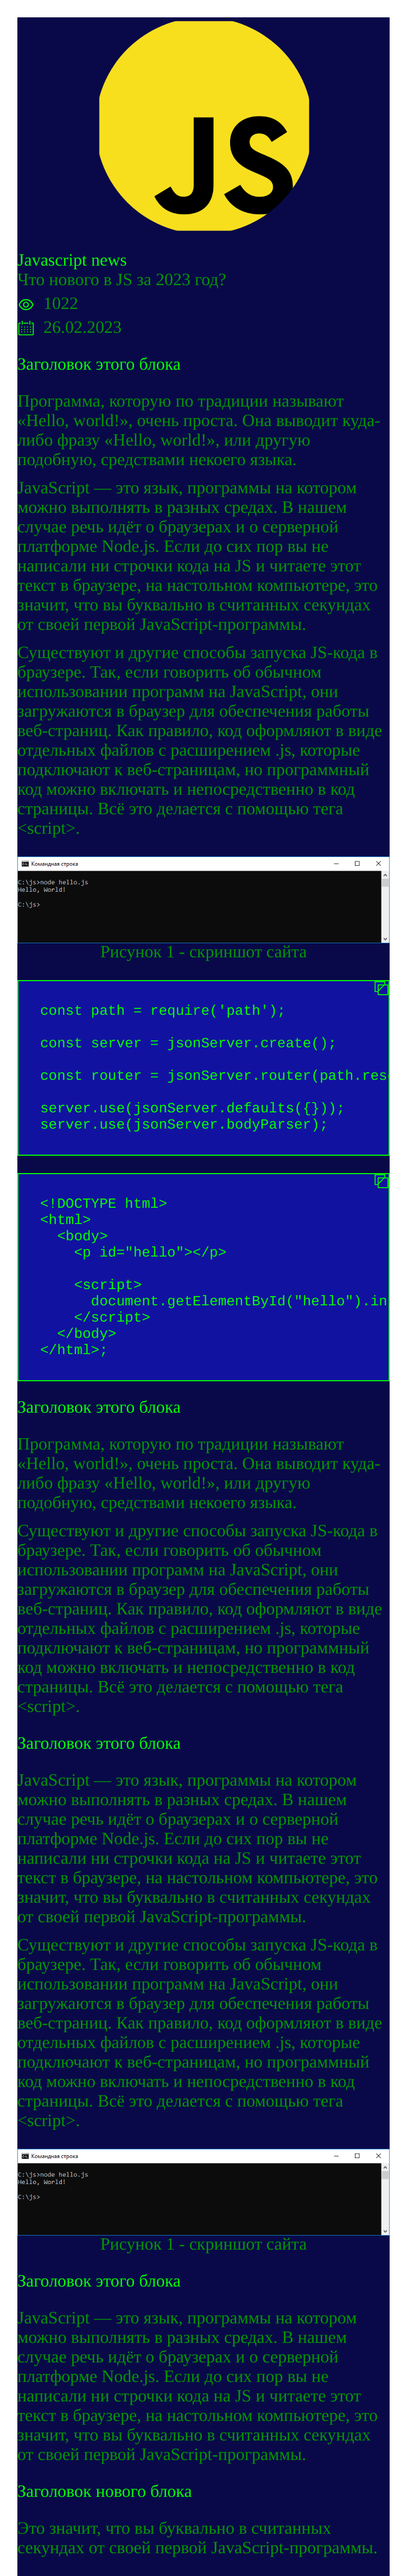 JS
Javascript news
Что нового в JS за 2023 год?
1022
26.02.2023
Заголовок этого блока
Программа, которую по традиции называют
«Hello, world!», очень проста. Она выводит куда-
либо фразу «Hello, world!», или другую
подобную, средствами некоего языка.
JavaScript — это язык, программы на котором
можно выполнять в разных средах. В нашем
случае речь идёт о браузерах и о серверной
платформе Node.js. Если до сих пор вы не
написали ни строчки кода на JS и читаете этот
текст в браузере, на настольном компьютере, это
значит, что вы буквально в считанных секундах
от своей первой JavaScript-программы.
Существуют и другие способы запуска JS-кода в
браузере. Так, если говорить об обычном
использовании программ на JavaScript, они
загружаются в браузер для обеспечения работы
веб-страниц. Как правило, код оформляют в виде
отдельных файлов с расширением .js, которые
подключают к веб-страницам, но программный
код можно включать и непосредственно в код
страницы. Всё это делается с помощью тега
<script>.
Командная строка
C:\js>node hello.js
Hello, World!
C:\js>
Рисунок 1 - скриншот сайта
const path = require('path');
const server = jsonServer.create();
const router = jsonServer.router(path.res
server.use(jsonServer.defaults({}));
server.use(jsonServer.bodyParser);
<!DOCTYPE html>
<html>
  <body>
    <p id="hello"></p>
    <script>
      document.getElementById("hello").in
    </script>
  </body>
</html>;
Заголовок этого блока
Программа, которую по традиции называют
«Hello, world!», очень проста. Она выводит куда-
либо фразу «Hello, world!», или другую
подобную, средствами некоего языка.
Существуют и другие способы запуска JS-кода в
браузере. Так, если говорить об обычном
использовании программ на JavaScript, они
загружаются в браузер для обеспечения работы
веб-страниц. Как правило, код оформляют в виде
отдельных файлов с расширением .js, которые
подключают к веб-страницам, но программный
код можно включать и непосредственно в код
страницы. Всё это делается с помощью тега
<script>.
Заголовок этого блока
JavaScript — это язык, программы на котором
можно выполнять в разных средах. В нашем
случае речь идёт о браузерах и о серверной
платформе Node.js. Если до сих пор вы не
написали ни строчки кода на JS и читаете этот
текст в браузере, на настольном компьютере, это
значит, что вы буквально в считанных секундах
от своей первой JavaScript-программы.
Существуют и другие способы запуска JS-кода в
браузере. Так, если говорить об обычном
использовании программ на JavaScript, они
загружаются в браузер для обеспечения работы
веб-страниц. Как правило, код оформляют в виде
отдельных файлов с расширением .js, которые
подключают к веб-страницам, но программный
код можно включать и непосредственно в код
страницы. Всё это делается с помощью тега
<script>.
Командная строка
C:\js>node hello.js
Hello, World!
C:\js>
Рисунок 1 - скриншот сайта
Заголовок этого блока
JavaScript — это язык, программы на котором
можно выполнять в разных средах. В нашем
случае речь идёт о браузерах и о серверной
платформе Node.js. Если до сих пор вы не
написали ни строчки кода на JS и читаете этот
текст в браузере, на настольном компьютере, это
значит, что вы буквально в считанных секундах
от своей первой JavaScript-программы.
Заголовок нового блока
Это значит, что вы буквально в считанных
секундах от своей первой JavaScript-программы.